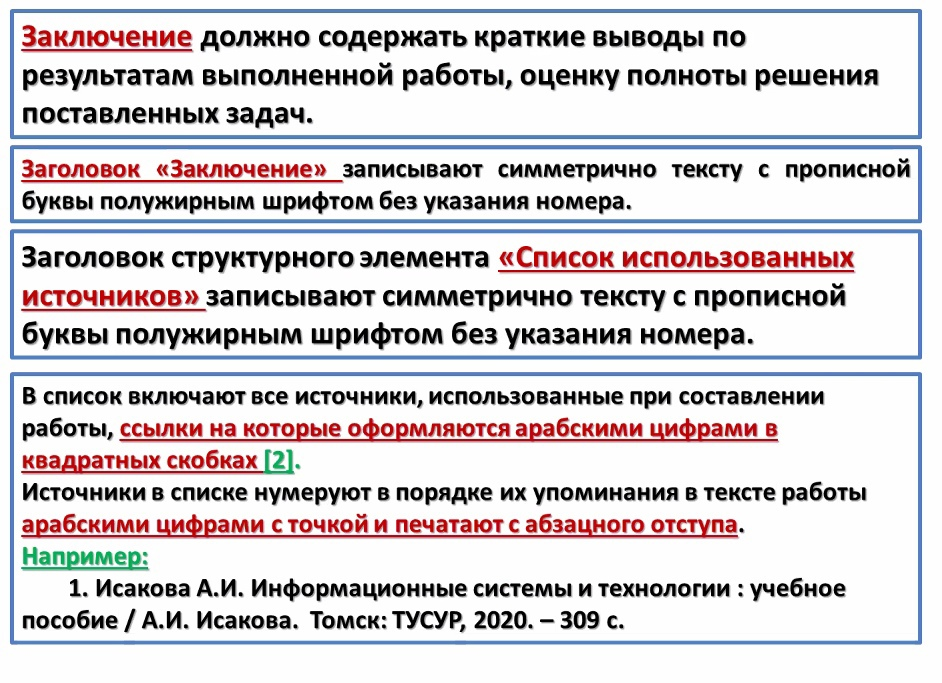 Заключение должно содержать краткие выводы по
результатам выполненной работы, оценку полноты решения
поставленных задач.
Заголовок «Заключение» записывают симметрично тексту с прописной
буквы полужирным шрифтом без указания номера.
Заголовок структурного элемента «Список использованных
источников» записывают симметрично тексту с прописной
буквы полужирным шрифтом без указания номера.
В список включают все источники, использованные при составлении
работы, ссылки на которые оформляются арабскими цифрами в
квадратных скобках [2].
Источники в списке нумеруют в порядке их упоминания в тексте работы
арабскими цифрами с точкой и печатают с абзацного отступа.
Например:
1. Исакова А.И. Информационные системы и технологии : учебное
пособие / А.И. Исакова. Томск: ТУСУР, 2020. – 309 с.